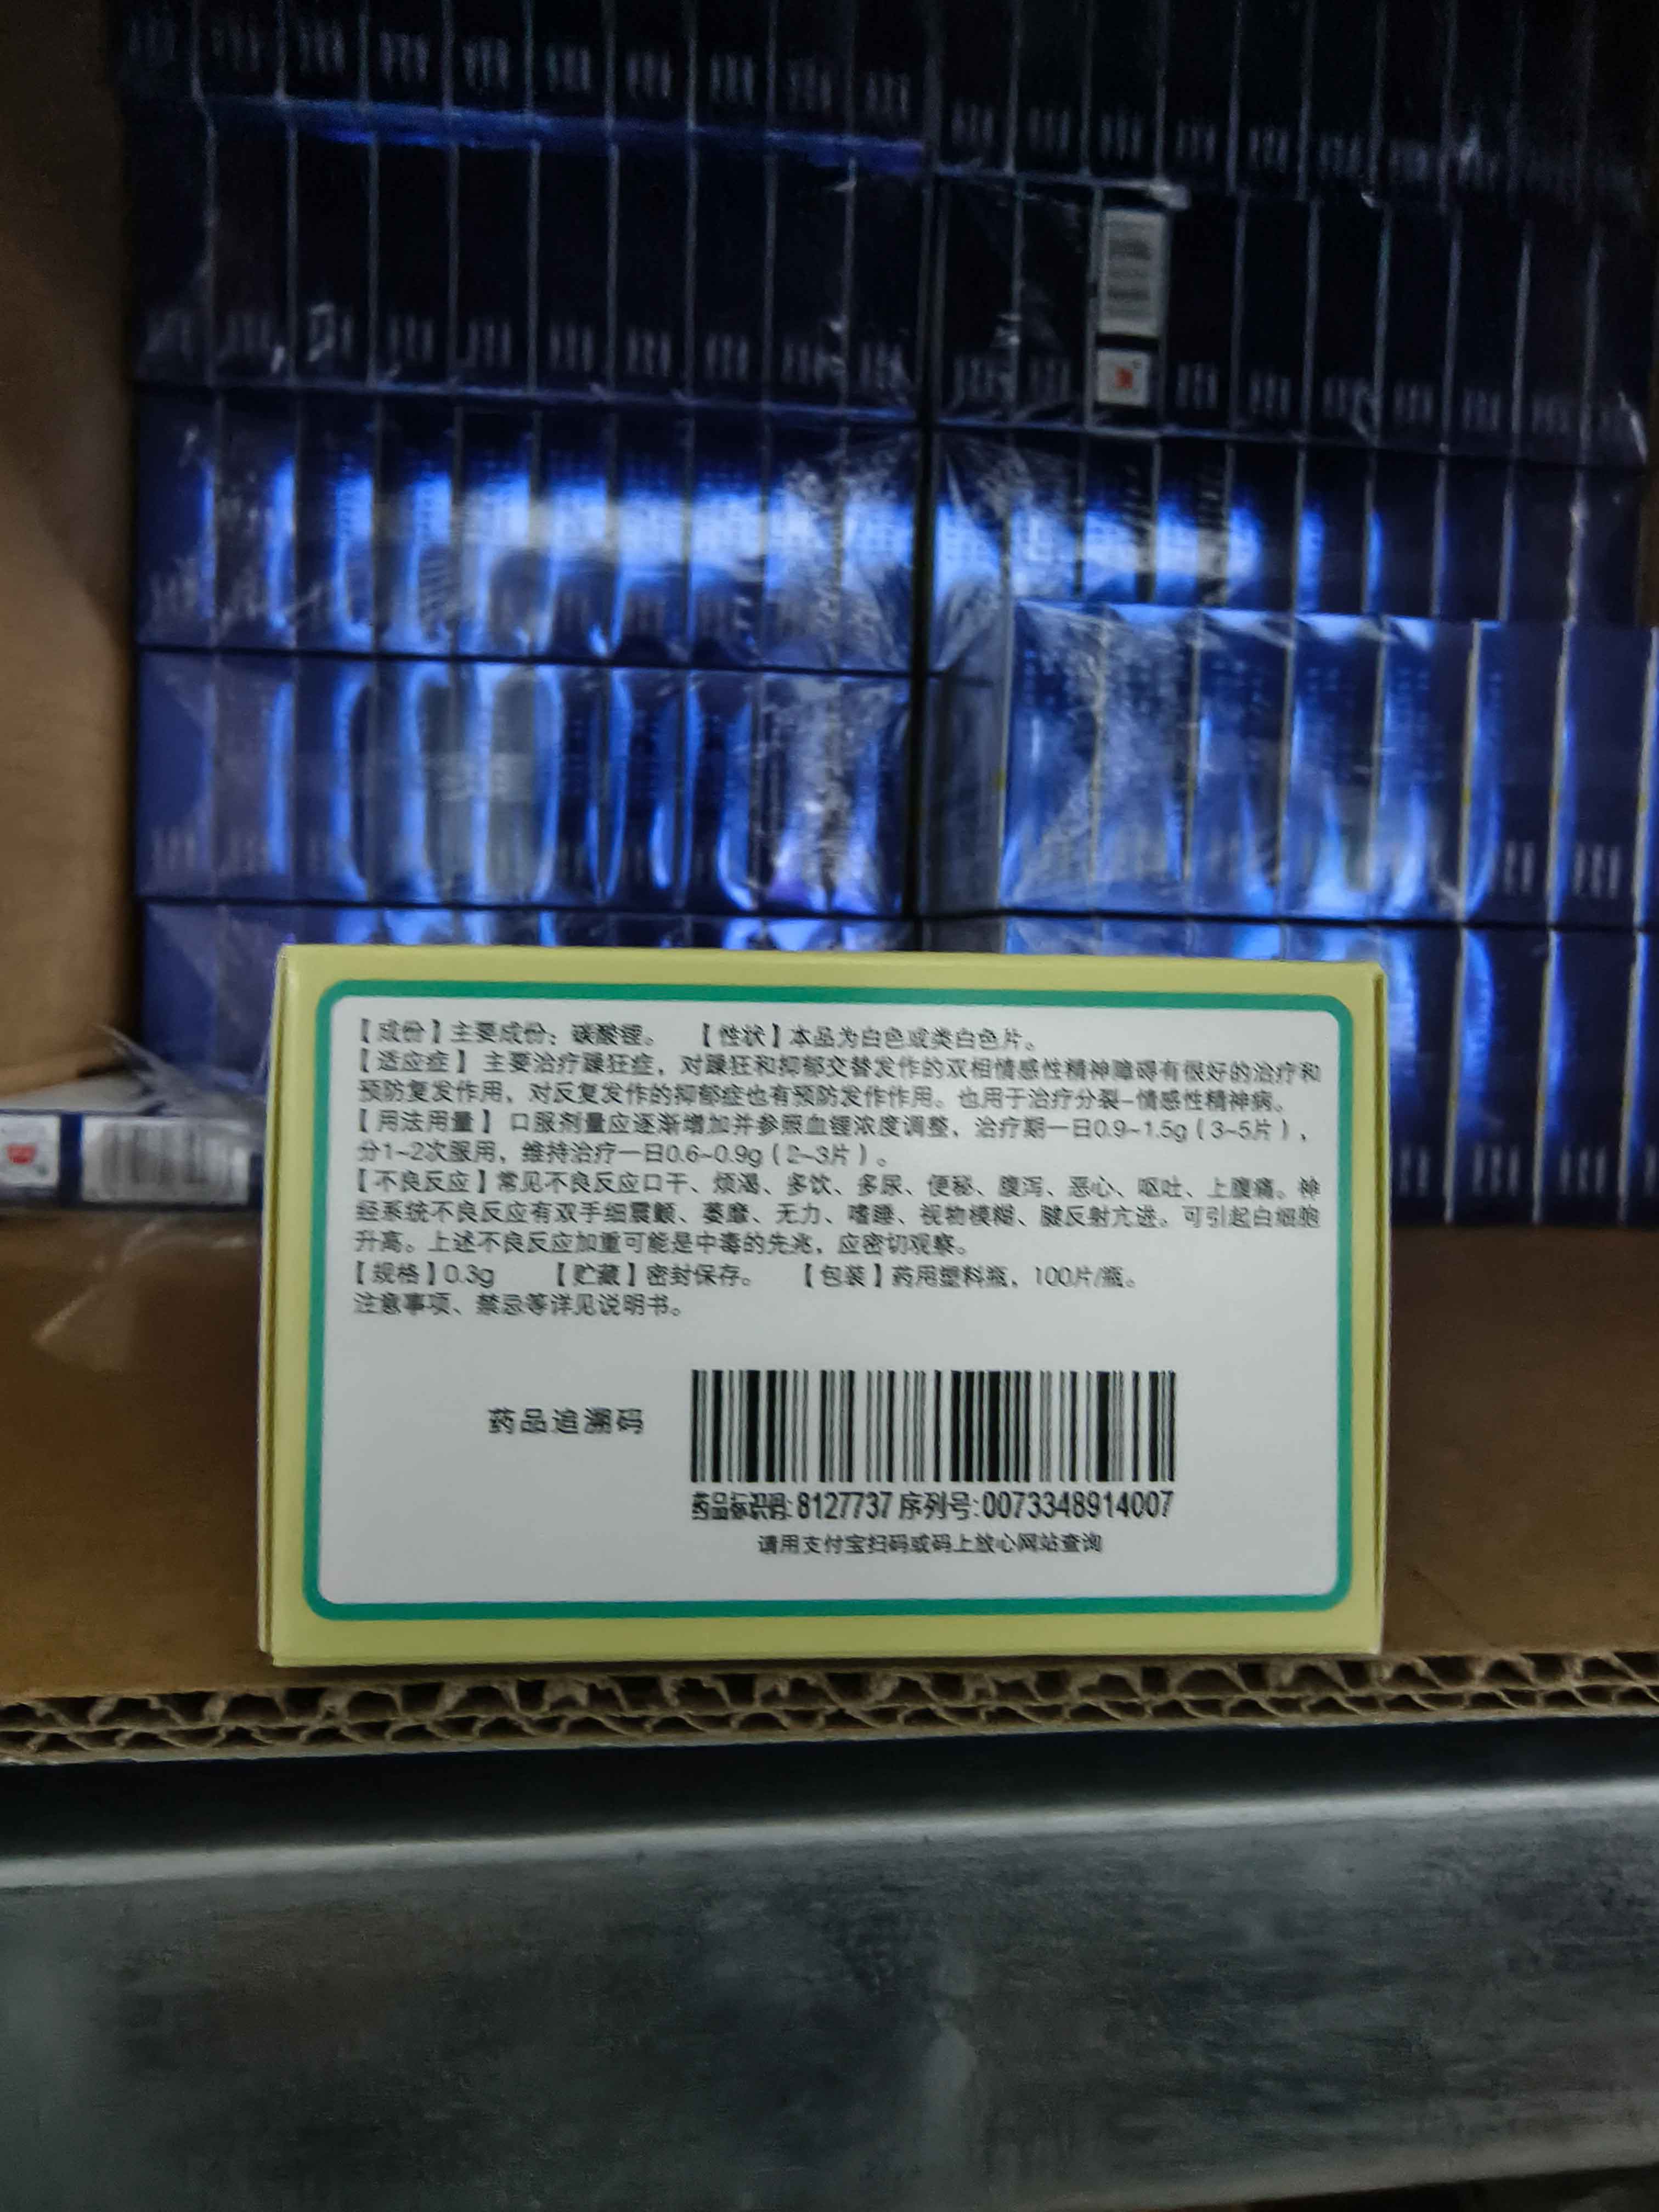 【成份】主要成份：碳酸锂。 【性状】本品为白色或类白色片。
【适应症】主要治疗躁狂症，对躁狂和抑郁交替发作的双相情感性精神障碍有很好的治疗和
预防复发作用，对反复发作的抑郁症也有预防发作作用。也用于治疗分裂-情感性精神病。
【用法用量】口服剂量应逐渐增加并参照血锂浓度调整，治疗期一日0.9~1.5g（3~5片），
分1~2次服用，维持治疗一日0.6~0.9g（2~3片）。
【不良反应】常见不良反应口干、烦渴、多饮、多尿、便秘、腹泻、恶心、呕吐、上腹痛。神
经系统不良反应有双手细震颤、萎靡、无力、嗜睡、视物模糊、腱反射亢进。可引起白细胞
升高。上述不良反应加重可能是中毒的先兆，应密切观察。
【规格】0.3g 【贮藏】密封保存。 【包装】药用塑料瓶，100片/瓶。
注意事项、禁忌等详见说明书。
药品追溯码
药品标识码:8127737 序列号:0073348914007
请用支付宝扫码或码上放心网站查询